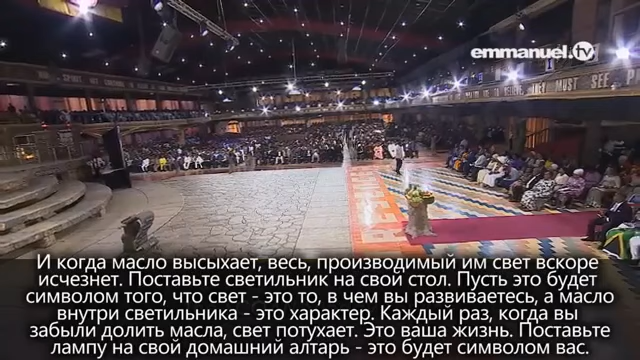 emmanuel.tv
И когда масло высыхает, весь, производимый им свет вскоре
исчезнет. Поставьте светильник на свой стол. Пусть это будет
символом того, что свет - это то, в чем вы развиваетесь, а масло
внутри светильника - это характер. Каждый раз, когда вы
забыли долить масла, свет потухает. Это ваша жизнь. Поставьте
лампу на свой домашний алтарь - это будет символом вас.